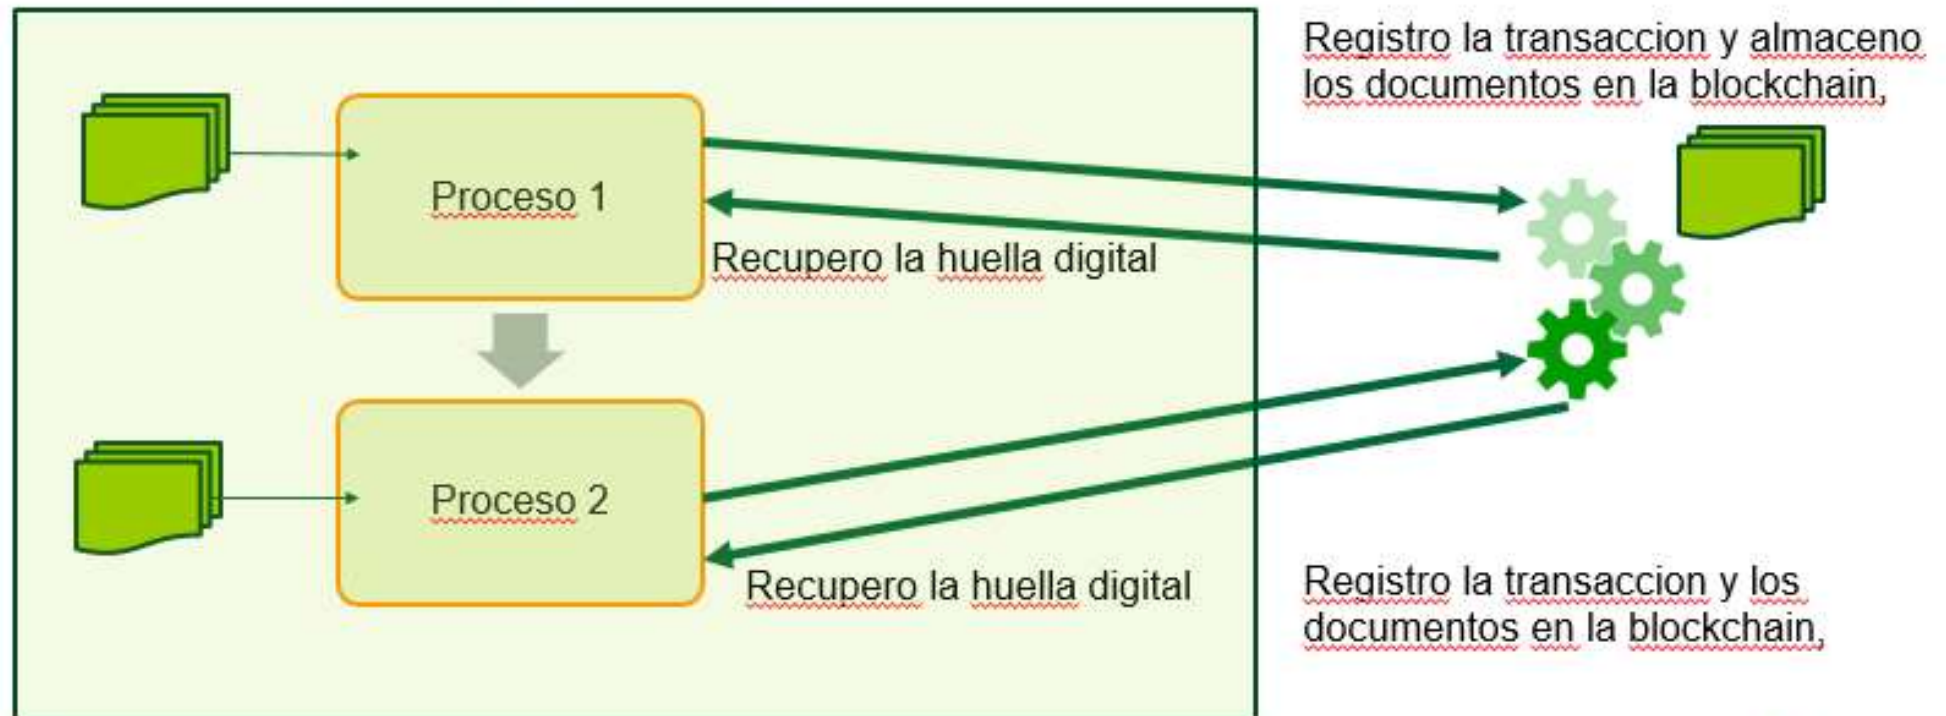 Registro la transaccion y almaceno
los documentos en la blockchain,
Proceso 1
Recupero la huella digital
Proceso 2
Recupero la huella digital
Registro la transaccion y los
documentos en la blockchain,